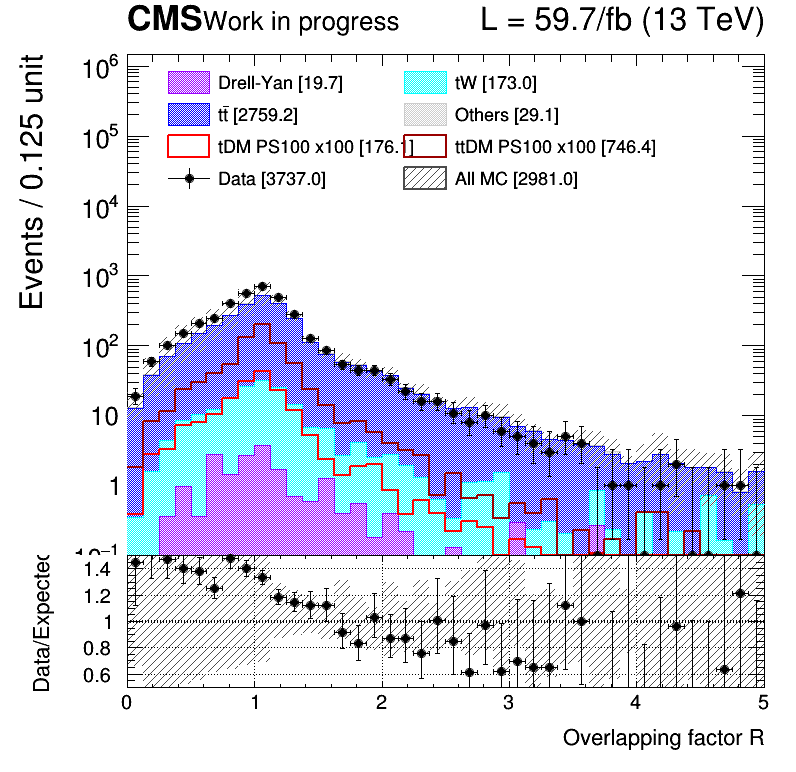 CMS Work in progress L = 59.7/fb (13 TeV)
Events / 0.125 unit
Drell-Yan [19.7] tW [173.0]
tt̄ [2759.2] Others [29.1]
tDM PS100 x100 [176.1] ttDM PS100 x100 [746.4]
Data [3737.0] All MC [2981.0]
10⁶
10⁵
10⁴
10³
10²
10
1
10⁻¹
Data/Expected
1.4
1.2
1
0.8
0.6
0 1 2 3 4 5
Overlapping factor R